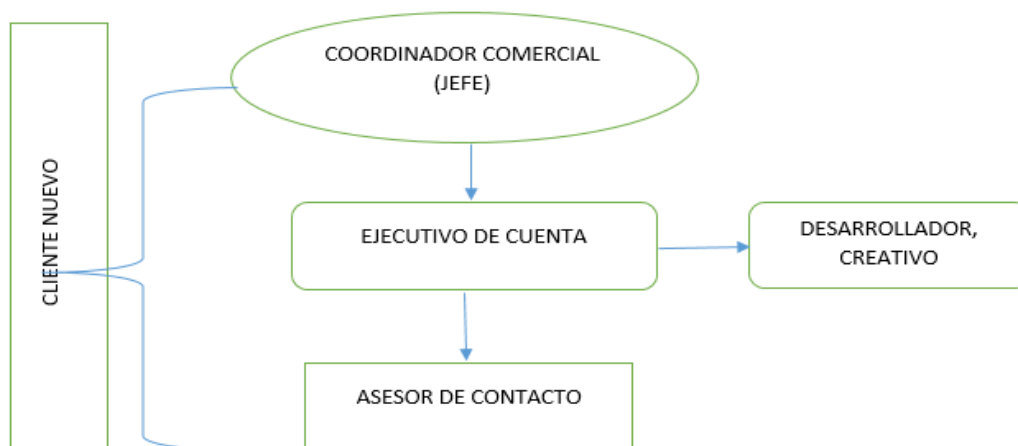 COORDINADOR COMERCIAL
(JEFE)
CLIENTE NUEVO
EJECUTIVO DE CUENTA
DESARROLLADOR,
CREATIVO
ASESOR DE CONTACTO